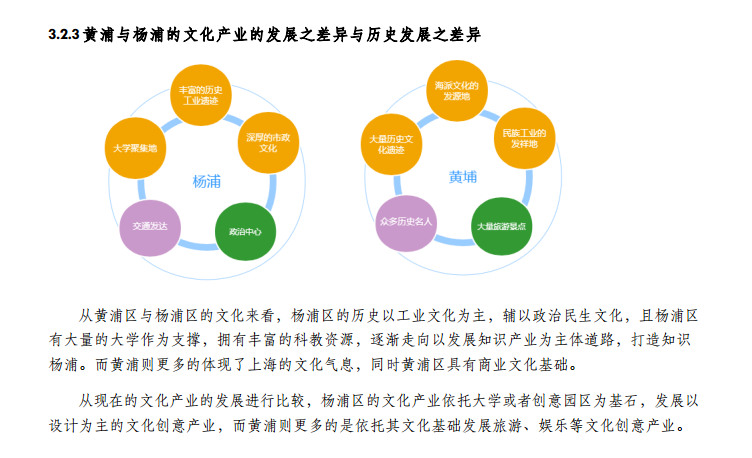 3.2.3 黄浦与杨浦的文化产业的发展之差异与历史发展之差异
丰富的历史
工业遗迹
大学聚集地
深厚的市政
文化
杨浦
交通发达
政治中心
海派文化的
发源地
大量历史文
化遗迹
民族工业的
发祥地
黄埔
众多历史名人
大量旅游景点
从黄浦区与杨浦区的文化来看，杨浦区的历史以工业文化为主，辅以政治民生文化，且杨浦区
有大量的大学作为支撑，拥有丰富的科教资源，逐渐走向以发展知识产业为主体道路，打造知识
杨浦。而黄浦则更多的体现了上海的文化气息，同时黄浦区具有商业文化基础。
从现在的文化产业的发展进行比较，杨浦区的文化产业依托大学或者创意园区为基石，发展以
设计为主的文化创意产业，而黄浦则更多的是依托其文化基础发展旅游、娱乐等文化创意产业。